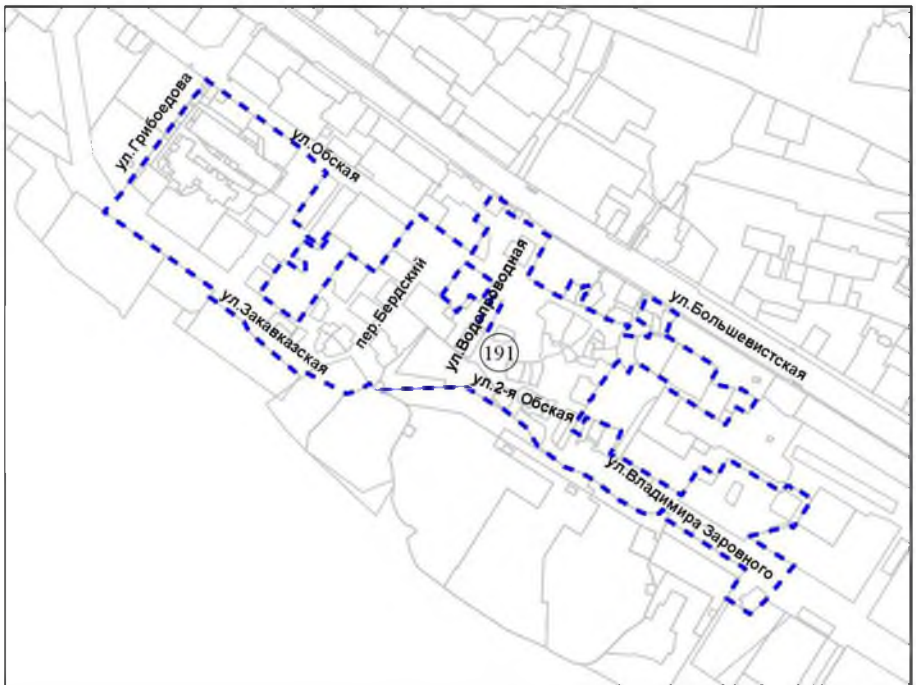 ул.Грибоедова
ул.Обская
ул.Закавказская
пер.Бердский
ул.Водопроводная
191
ул.2-я Обская
ул.Большевистская
ул.Владимира Заровного